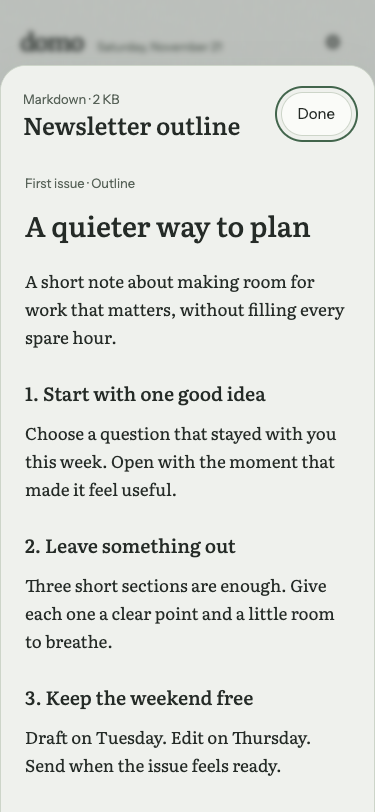 domo
Saturday, November 21
Markdown · 2 KB
Newsletter outline
Done
First issue · Outline
A quieter way to plan
A short note about making room for
work that matters, without filling every
spare hour.
1. Start with one good idea
Choose a question that stayed with you
this week. Open with the moment that
made it feel useful.
2. Leave something out
Three short sections are enough. Give
each one a clear point and a little room
to breathe.
3. Keep the weekend free
Draft on Tuesday. Edit on Thursday.
Send when the issue feels ready.